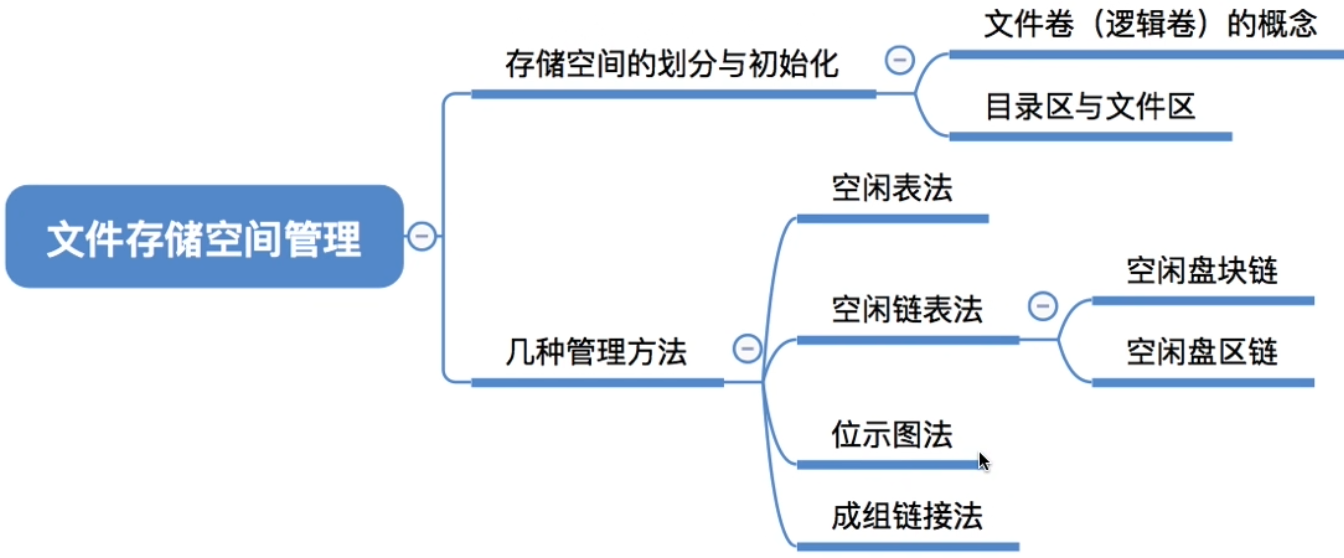 文件存储空间管理
存储空间的划分与初始化
文件卷（逻辑卷）的概念
目录区与文件区
几种管理方法
空闲表法
空闲链表法
空闲盘块链
空闲盘区链
位示图法
成组链接法